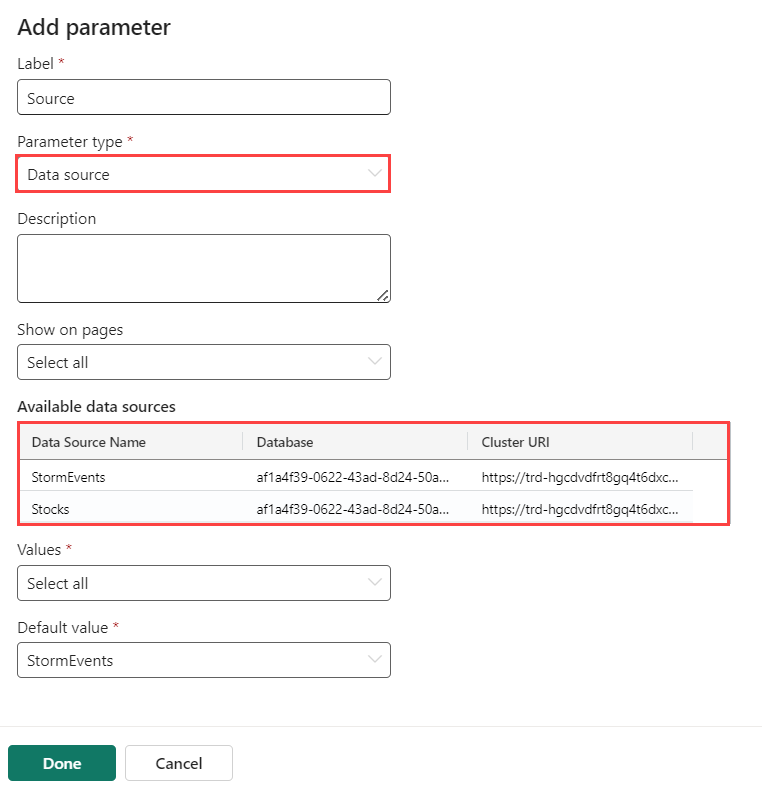 Add parameter
Label *
Source
Parameter type *
Data source
Description
Show on pages
Select all
Available data sources
Data Source Name Database Cluster URI
StormEvents af1a4f39-0622-43ad-8d24-50a... https://trd-hgcdvdfrt8gq4t6dxc...
Stocks af1a4f39-0622-43ad-8d24-50a... https://trd-hgcdvdfrt8gq4t6dxc...
Values *
Select all
Default value *
StormEvents
Done Cancel